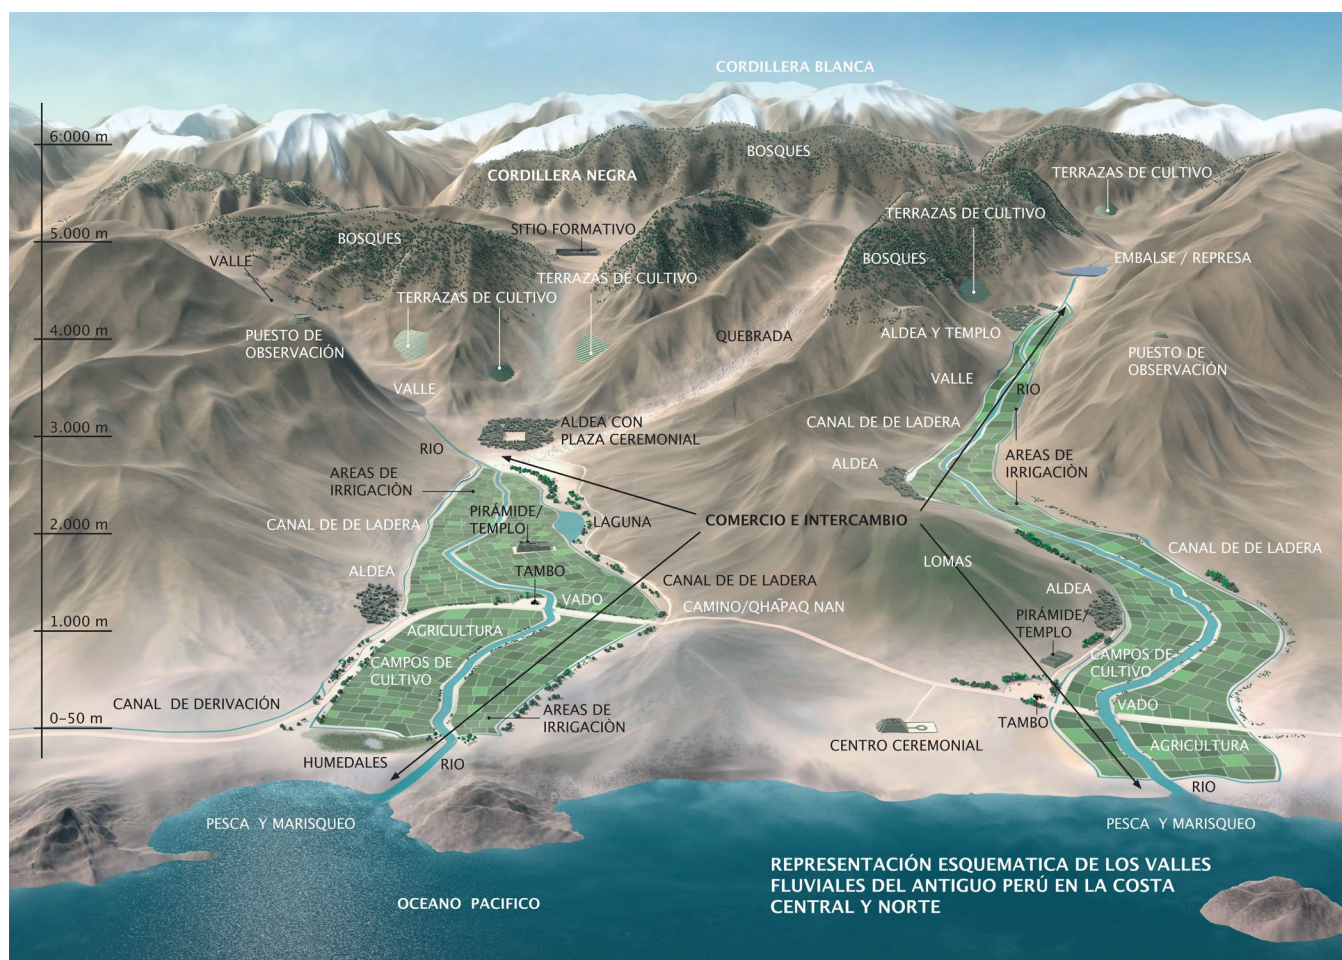 CORDILLERA BLANCA
6.000 m
BOSQUES
CORDILLERA NEGRA
TERRAZAS DE CULTIVO
TERRAZAS DE CULTIVO
SITIO FORMATIVO
5.000 m
BOSQUES
VALLE
BOSQUES
EMBALSE / REPRESA
TERRAZAS DE CULTIVO
TERRAZAS DE CULTIVO
4.000 m
PUESTO DE
OBSERVACIÓN
QUEBRADA
ALDEA Y TEMPLO
PUESTO DE
OBSERVACIÓN
VALLE
VALLE
RIO
3.000 m
ALDEA CON
PLAZA CEREMONIAL
CANAL DE DE LADERA
RIO
AREAS DE
IRRIGACIÒN
ALDEA
AREAS DE
IRRIGACIÒN
2.000 m
CANAL DE DE LADERA
PIRÁMIDE/
TEMPLO
LAGUNA
COMERCIO E INTERCAMBIO
CANAL DE DE LADERA
LOMAS
ALDEA
TAMBO
CANAL DE DE LADERA
ALDEA
VADO
CAMINO/QHAPAQ NAN
PIRÁMIDE/
TEMPLO
1.000 m
AGRICULTURA
CAMPOS DE
CULTIVO
CAMPOS DE
CULTIVO
CANAL DE DERIVACIÓN
0-50 m
AREAS DE
IRRIGACIÒN
TAMBO
VADO
CENTRO CEREMONIAL
AGRICULTURA
HUMEDALES
RIO
RIO
PESCA Y MARISQUEO
PESCA Y MARISQUEO
REPRESENTACIÓN ESQUEMATICA DE LOS VALLES
FLUVIALES DEL ANTIGUO PERÚ EN LA COSTA
CENTRAL Y NORTE
OCEANO PACIFICO